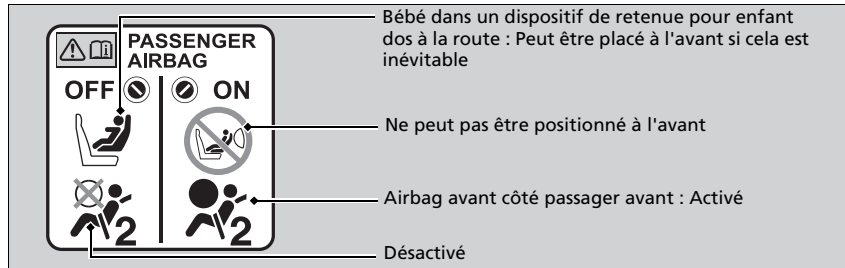 PASSENGER
AIRBAG
OFF
ON
2
2
Bébé dans un dispositif de retenue pour enfant
dos à la route : Peut être placé à l'avant si cela est
inévitable
Ne peut pas être positionné à l'avant
Airbag avant côté passager avant : Activé
Désactivé